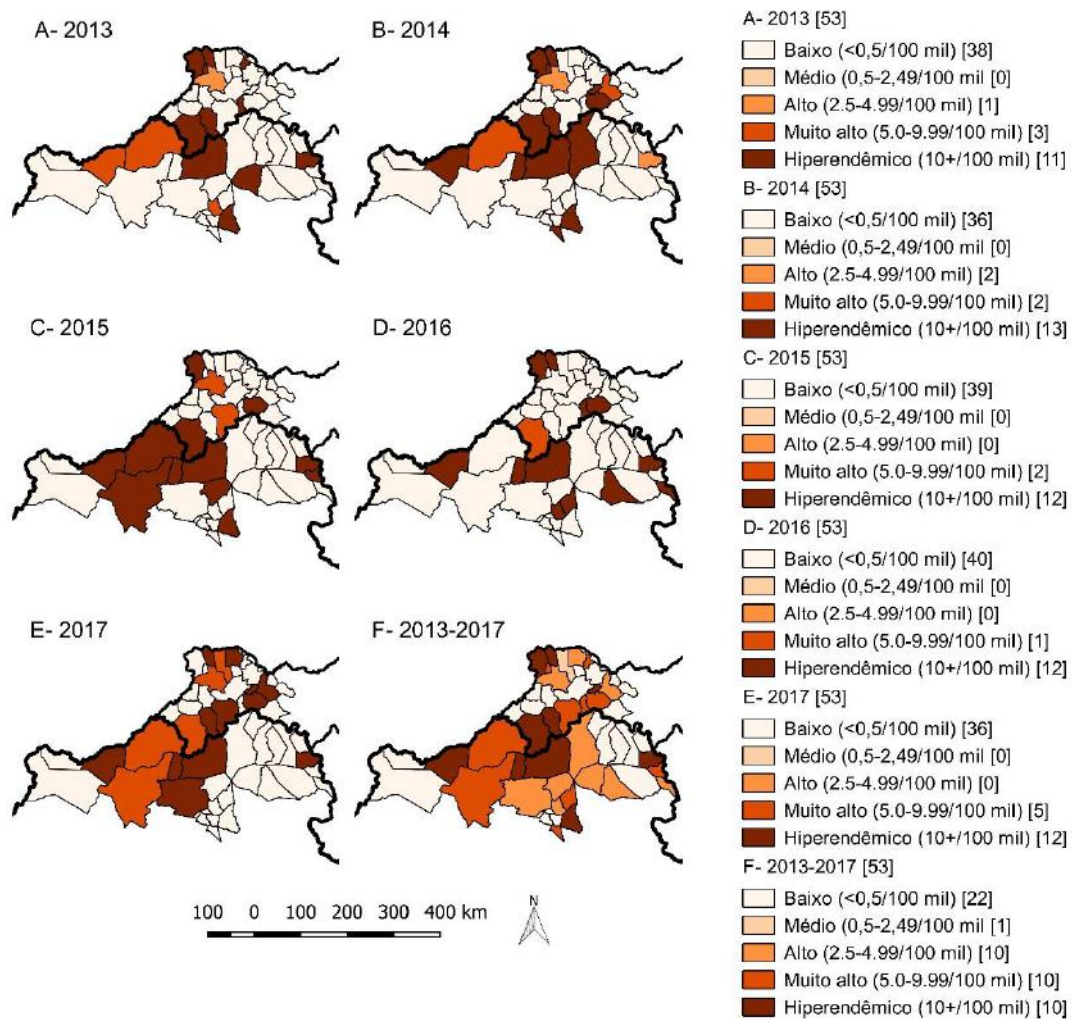 A- 2013
B- 2014
C- 2015
D- 2016
E- 2017
F- 2013-2017
100 0 100 200 300 400 km
N
A- 2013 [53]
Baixo (<0,5/100 mil) [38]
Médio (0,5-2,49/100 mil [0]
Alto (2.5-4.99/100 mil) [1]
Muito alto (5.0-9.99/100 mil) [3]
Hiperendêmico (10+/100 mil) [11]
B- 2014 [53]
Baixo (<0,5/100 mil) [36]
Médio (0,5-2,49/100 mil [0]
Alto (2.5-4.99/100 mil) [2]
Muito alto (5.0-9.99/100 mil) [2]
Hiperendêmico (10+/100 mil) [13]
C- 2015 [53]
Baixo (<0,5/100 mil) [39]
Médio (0,5-2,49/100 mil [0]
Alto (2.5-4.99/100 mil) [0]
Muito alto (5.0-9.99/100 mil) [2]
Hiperendêmico (10+/100 mil) [12]
D- 2016 [53]
Baixo (<0,5/100 mil) [40]
Médio (0,5-2,49/100 mil [0]
Alto (2.5-4.99/100 mil) [0]
Muito alto (5.0-9.99/100 mil) [1]
Hiperendêmico (10+/100 mil) [12]
E- 2017 [53]
Baixo (<0,5/100 mil) [36]
Médio (0,5-2,49/100 mil [0]
Alto (2.5-4.99/100 mil) [0]
Muito alto (5.0-9.99/100 mil) [5]
Hiperendêmico (10+/100 mil) [12]
F- 2013-2017 [53]
Baixo (<0,5/100 mil) [22]
Médio (0,5-2,49/100 mil [1]
Alto (2.5-4.99/100 mil) [10]
Muito alto (5.0-9.99/100 mil) [10]
Hiperendêmico (10+/100 mil) [10]